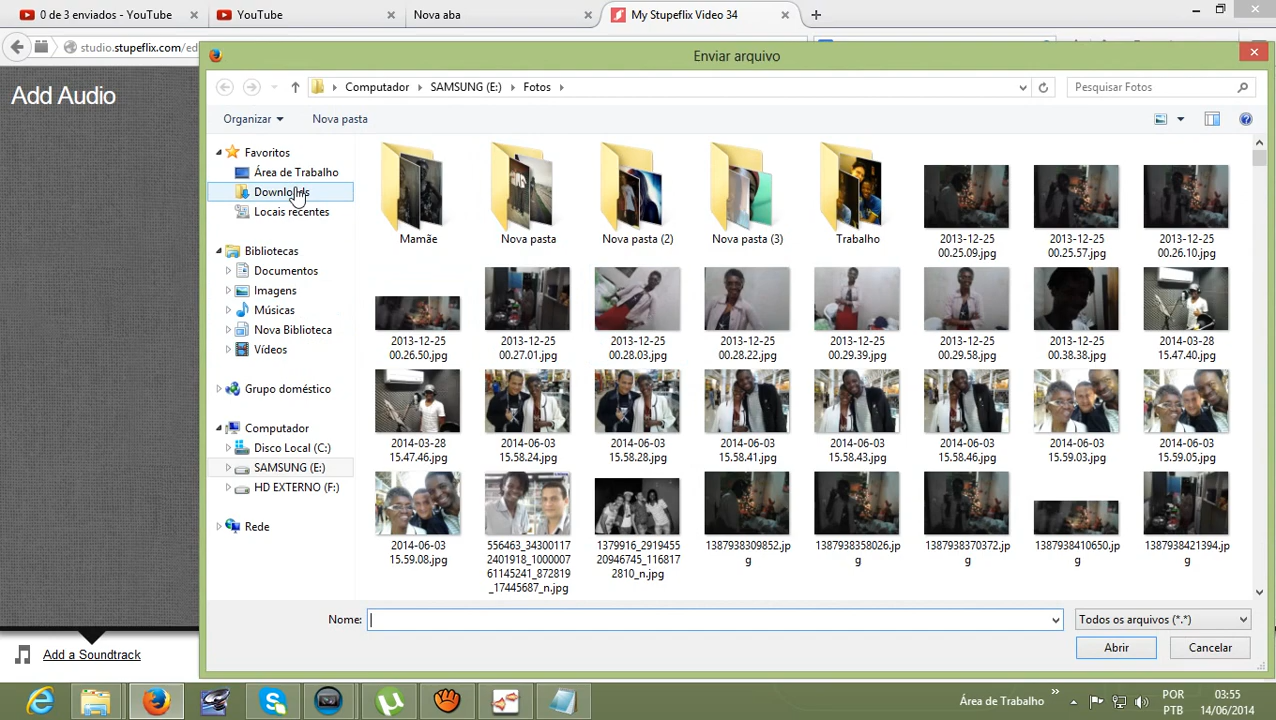 0 de 3 enviados - YouTube
YouTube
Nova aba
My Stupeflix Video 34
studio.stupeflix.com/ed
Enviar arquivo
Computador
SAMSUNG (E:)
Fotos
Pesquisar Fotos
Organizar
Nova pasta
Add Audio
Favoritos
Área de Trabalho
Downloads
Locais recentes
Bibliotecas
Documentos
Imagens
Músicas
Nova Biblioteca
Vídeos
Grupo doméstico
Computador
Disco Local (C:)
SAMSUNG (E:)
HD EXTERNO (F:)
Rede
Mamãe
Nova pasta
Nova pasta (2)
Nova pasta (3)
Trabalho
2013-12-25
00.25.09.jpg
2013-12-25
00.25.57.jpg
2013-12-25
00.26.10.jpg
2013-12-25
00.26.50.jpg
2013-12-25
00.27.01.jpg
2013-12-25
00.28.03.jpg
2013-12-25
00.28.22.jpg
2013-12-25
00.29.39.jpg
2013-12-25
00.29.58.jpg
2013-12-25
00.38.38.jpg
2014-03-28
15.47.40.jpg
2014-03-28
15.47.46.jpg
2014-06-03
15.58.24.jpg
2014-06-03
15.58.28.jpg
2014-06-03
15.58.41.jpg
2014-06-03
15.58.43.jpg
2014-06-03
15.58.46.jpg
2014-06-03
15.59.03.jpg
2014-06-03
15.59.05.jpg
2014-06-03
15.59.08.jpg
556463_34300117
2401918_1000007
61145241_872819
_17445687_n.jpg
1379916_2919455
20946745_116817
2810_n.jpg
1387938309852.jp
g
1387938358026.jp
g
1387938370372.jp
g
1387938410650.jp
g
1387938421394.jp
g
Nome:
Todos os arquivos (*.*)
Abrir
Cancelar
Add a Soundtrack
Área de Trabalho
POR
PTB
03:55
14/06/2014